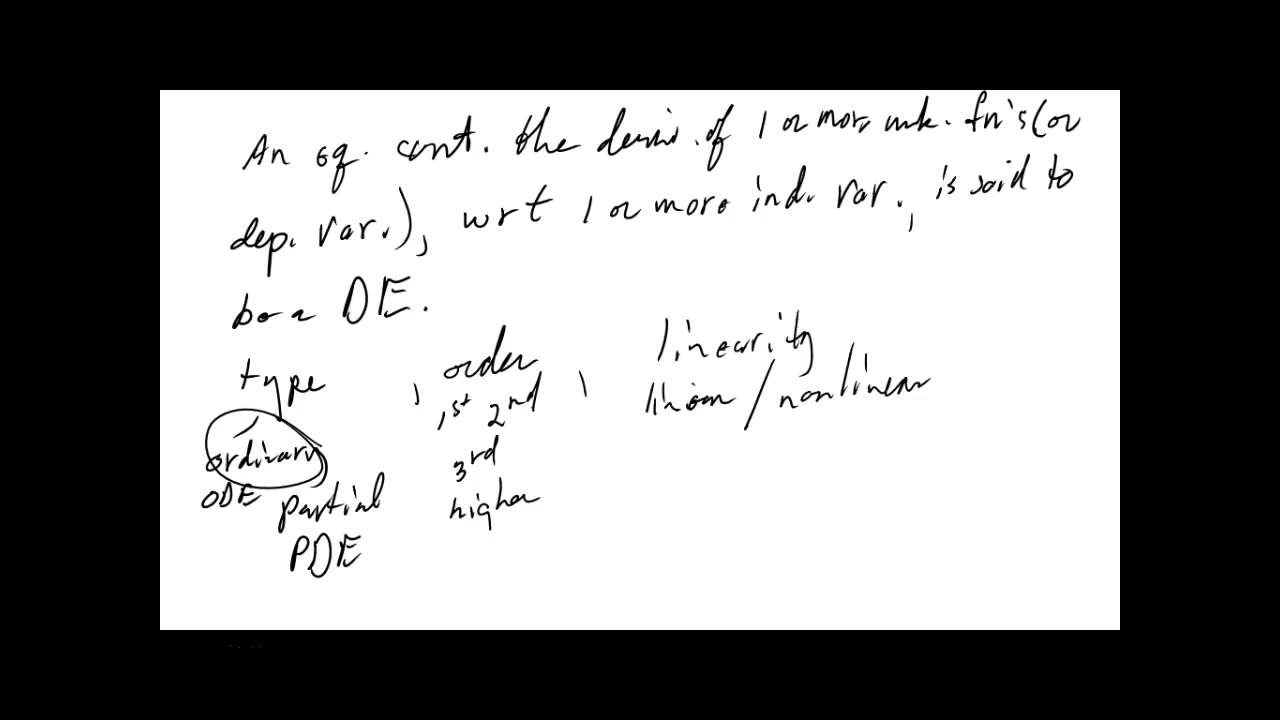 An eq. cont. the deriv. of 1 or more unk. fn's (or
dep. var.), wrt 1 or more ind. var., is said to
be a DE.
type , order , linearity
1st 2nd linear / nonlinear
ordinary 3rd
ODE partial higher
PDE